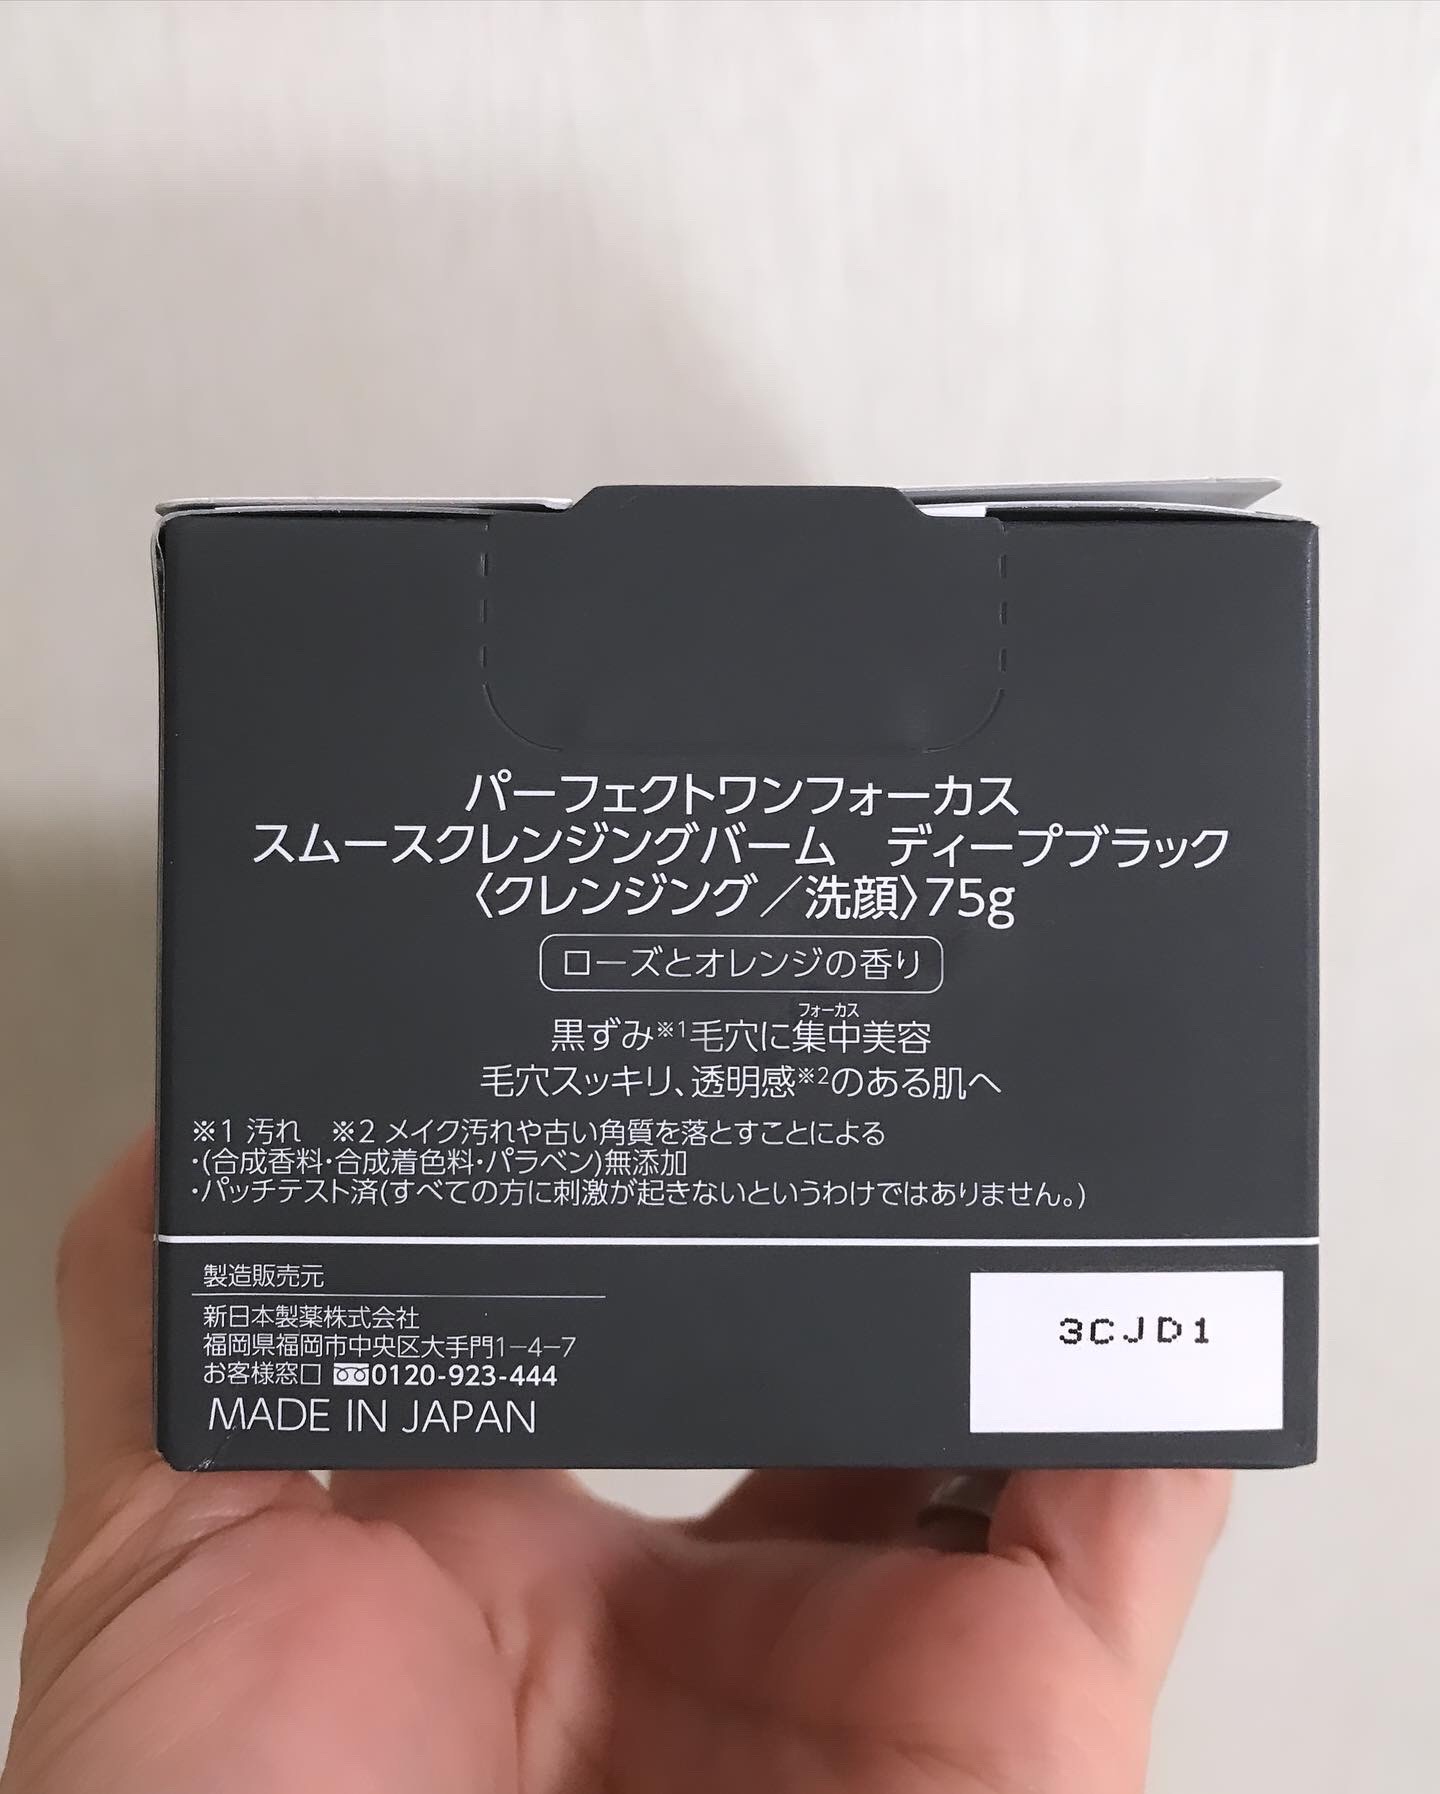 パーフェクトワンフォーカス
スムースクレンジングバーム　ディープブラック
〈クレンジング／洗顔〉75g
ローズとオレンジの香り
フォーカス
黒ずみ※1毛穴に集中美容
毛穴スッキリ、透明感※2のある肌へ
※1 汚れ　※2 メイク汚れや古い角質を落とすことによる
・(合成香料・合成着色料・パラベン)無添加
・パッチテスト済(すべての方に刺激が起きないというわけではありません。)
製造販売元
新日本製薬株式会社
福岡県福岡市中央区大手門1−4−7
お客様窓口 0120-923-444
MADE IN JAPAN
3CJD1